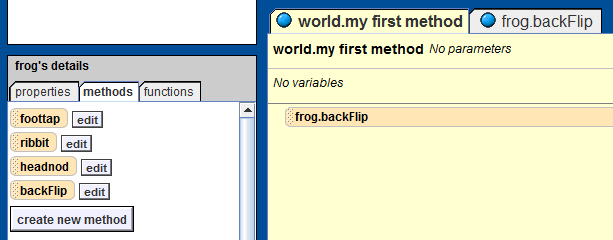 frog's details
properties methods functions
foottap edit
ribbit edit
headnod edit
backFlip edit
create new method
world.my first method frog.backFlip
world.my first method No parameters
No variables
frog.backFlip